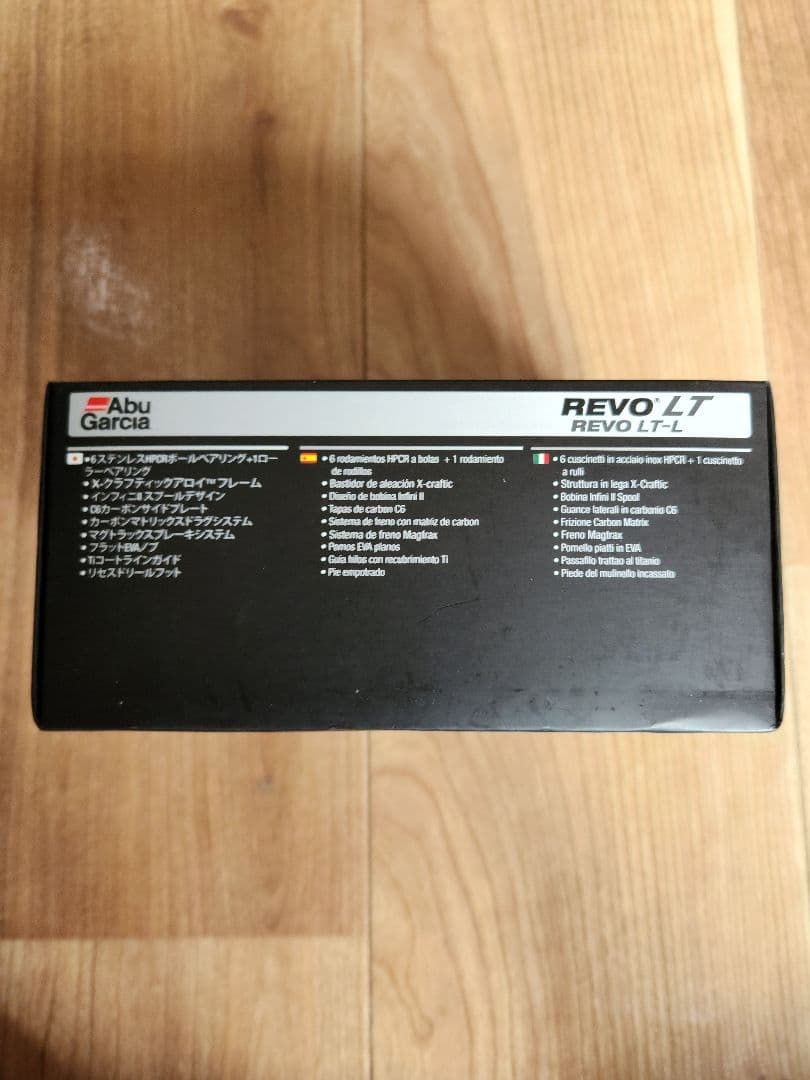 Abu
Garcia
REVO® LT
REVO LT-L
•6ステンレスHPCRボールベアリング+1ロー
ラーベアリング
•X-クラフティックアロイ™フレーム
•インフィニIIスプールデザイン
•C6カーボンサイドプレート
•カーボンマトリックスドラグシステム
•マグトラックスブレーキシステム
•フラットEVAノブ
•Tiコートラインガイド
•リセスドリールフット
•6 rodamientos HPCR a bolas + 1 rodamiento
de rodillos
•Bastidor de aleación X-craftic
•Diseño de bobina Infini II
•Tapas de carbon C6
•Sistema de freno con matriz de carbon
•Sistema de freno Magtrax
•Pomos EVA planos
•Guía hilos con recubrimiento Ti
•Pie empotrado
•6 cuscinetti in acciaio inox HPCR + 1 cuscinetto
a rulli
•Struttura in lega X-Craftic
•Bobina Infini II Spool
•Guance laterali in carbonio C6
•Frizione Carbon Matrix
•Freno Magtrax
•Pomello piatti in EVA
•Passafilo trattao al titanio
•Piede del mulinello incassato